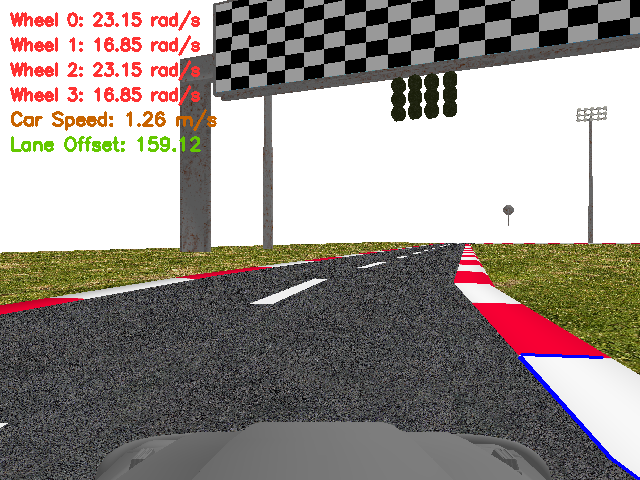 Wheel 0: 23.15 rad/s
Wheel 1: 16.85 rad/s
Wheel 2: 23.15 rad/s
Wheel 3: 16.85 rad/s
Car Speed: 1.26 m/s
Lane Offset: 159.12